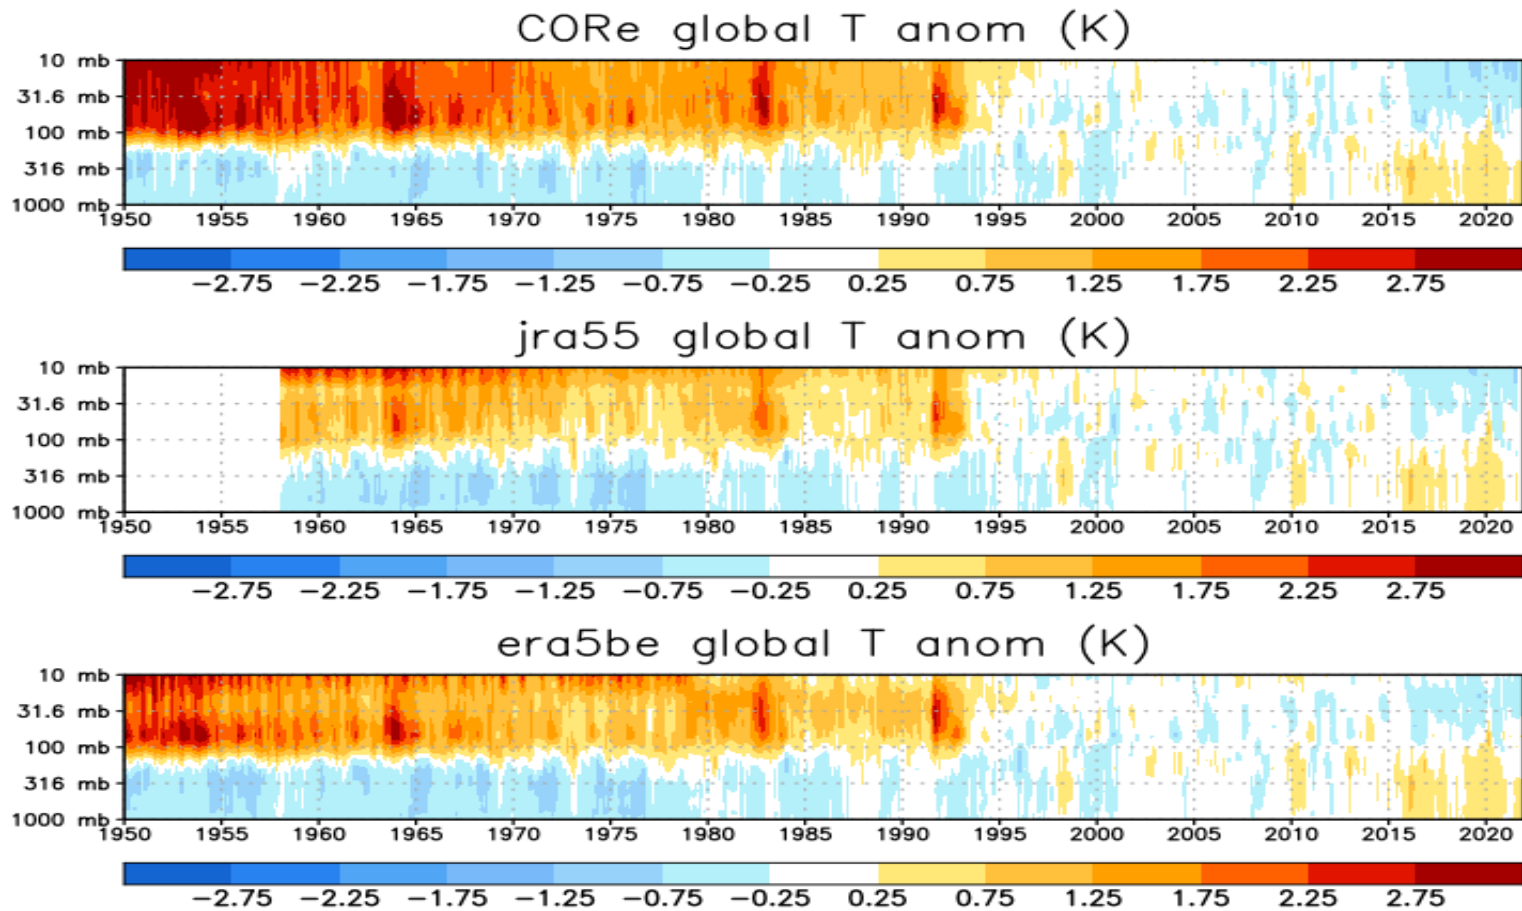 CORe global T anom (K)
10 mb
31.6 mb
100 mb
316 mb
1000 mb
1950 1955 1960 1965 1970 1975 1980 1985 1990 1995 2000 2005 2010 2015 2020
−2.75 −2.25 −1.75 −1.25 −0.75 −0.25 0.25 0.75 1.25 1.75 2.25 2.75
jra55 global T anom (K)
10 mb
31.6 mb
100 mb
316 mb
1000 mb
1950 1955 1960 1965 1970 1975 1980 1985 1990 1995 2000 2005 2010 2015 2020
−2.75 −2.25 −1.75 −1.25 −0.75 −0.25 0.25 0.75 1.25 1.75 2.25 2.75
era5be global T anom (K)
10 mb
31.6 mb
100 mb
316 mb
1000 mb
1950 1955 1960 1965 1970 1975 1980 1985 1990 1995 2000 2005 2010 2015 2020
−2.75 −2.25 −1.75 −1.25 −0.75 −0.25 0.25 0.75 1.25 1.75 2.25 2.75